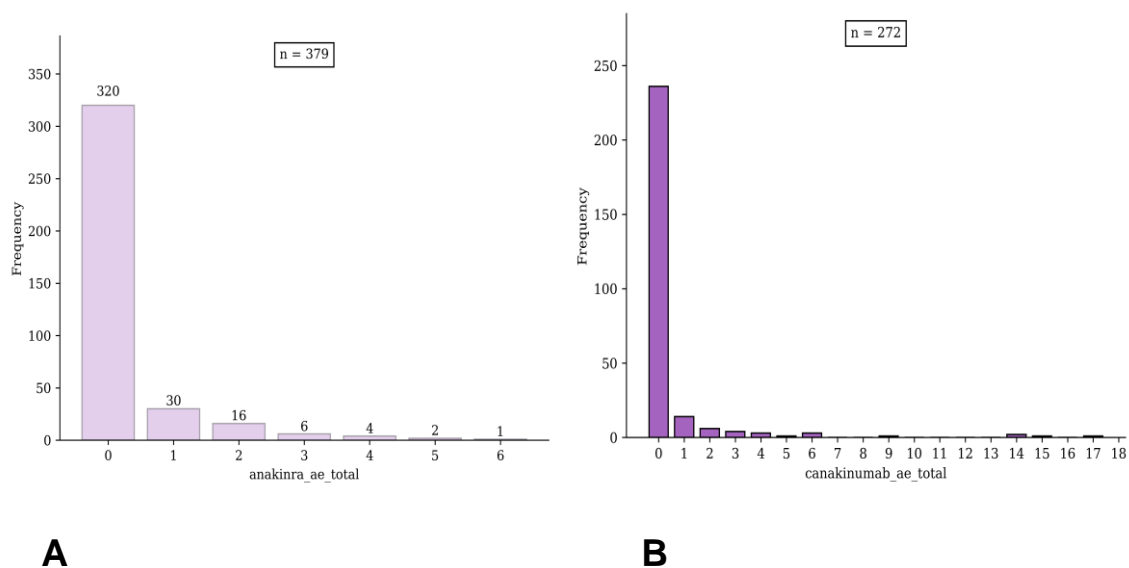 n = 379
Frequency
350
300
250
200
150
100
50
0
320
30
16
6
4
2
1
0 1 2 3 4 5 6
anakinra_ae_total
A
n = 272
Frequency
250
200
150
100
50
0
0 1 2 3 4 5 6 7 8 9 10 11 12 13 14 15 16 17 18
canakinumab_ae_total
B